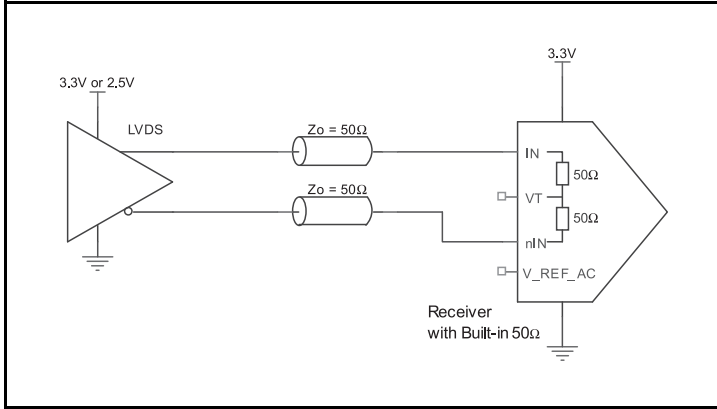 3.3V
3.3V or 2.5V
LVDS
Zo = 50Ω
IN
50Ω
Zo = 50Ω
VT
50Ω
nIN
V_REF_AC
Receiver
with Built-in 50Ω